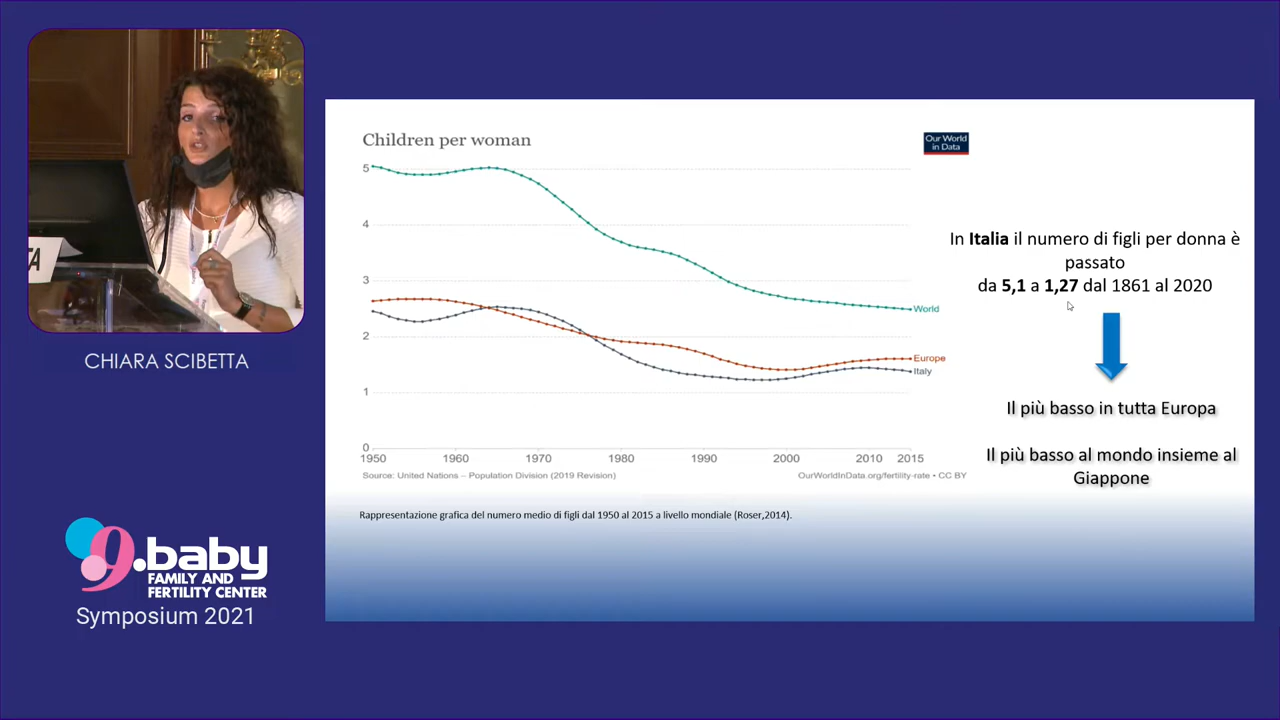 TA
CHIARA SCIBETTA
9.baby
FAMILY AND
FERTILITY CENTER
Symposium 2021
Children per woman
Our World
in Data
5
4
3
2
1
0
World
Europe
Italy
1950 1960 1970 1980 1990 2000 2010 2015
Source: United Nations – Population Division (2019 Revision)
OurWorldInData.org/fertility-rate • CC BY
Rappresentazione grafica del numero medio di figli dal 1950 al 2015 a livello mondiale (Roser,2014).
In Italia il numero di figli per donna è
passato
da 5,1 a 1,27 dal 1861 al 2020
Il più basso in tutta Europa
Il più basso al mondo insieme al
Giappone